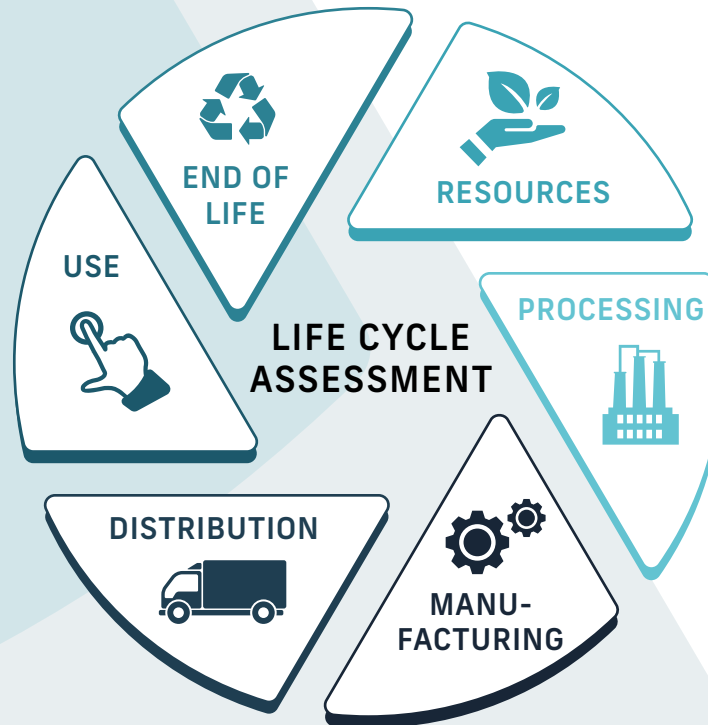 END OF
LIFE
RESOURCES
USE
PROCESSING
LIFE CYCLE
ASSESSMENT
DISTRIBUTION
MANU-
FACTURING